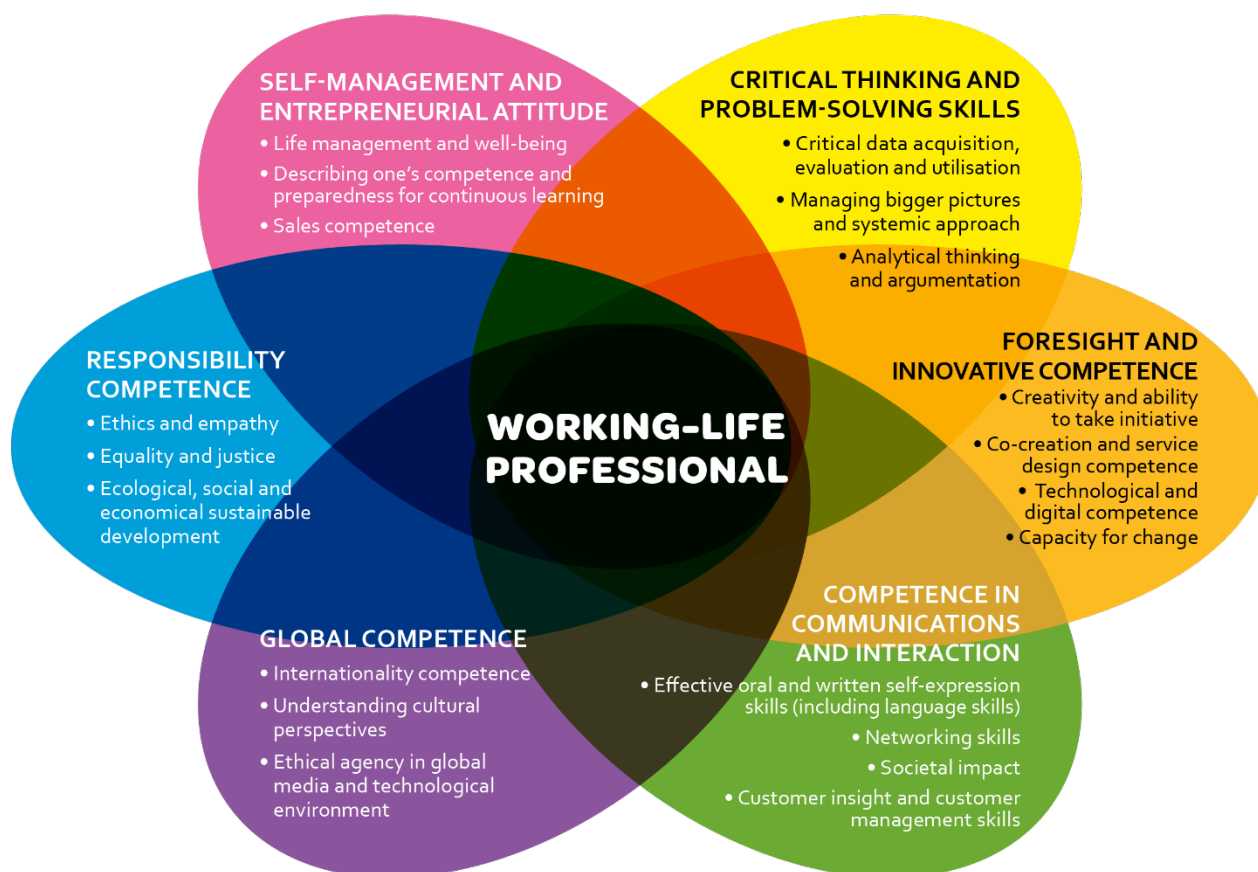 SELF-MANAGEMENT AND
ENTREPRENEURIAL ATTITUDE
• Life management and well-being
• Describing one's competence and
preparedness for continuous learning
• Sales competence
CRITICAL THINKING AND
PROBLEM-SOLVING SKILLS
• Critical data acquisition,
evaluation and utilisation
• Managing bigger pictures
and systemic approach
• Analytical thinking
and argumentation
RESPONSIBILITY
COMPETENCE
• Ethics and empathy
• Equality and justice
• Ecological, social and
economical sustainable
development
WORKING-LIFE
PROFESSIONAL
FORESIGHT AND
INNOVATIVE COMPETENCE
• Creativity and ability
to take initiative
• Co-creation and service
design competence
• Technological and
digital competence
• Capacity for change
GLOBAL COMPETENCE
• Internationality competence
• Understanding cultural
perspectives
• Ethical agency in global
media and technological
environment
COMPETENCE IN
COMMUNICATIONS
AND INTERACTION
• Effective oral and written self-expression
skills (including language skills)
• Networking skills
• Societal impact
• Customer insight and customer
management skills